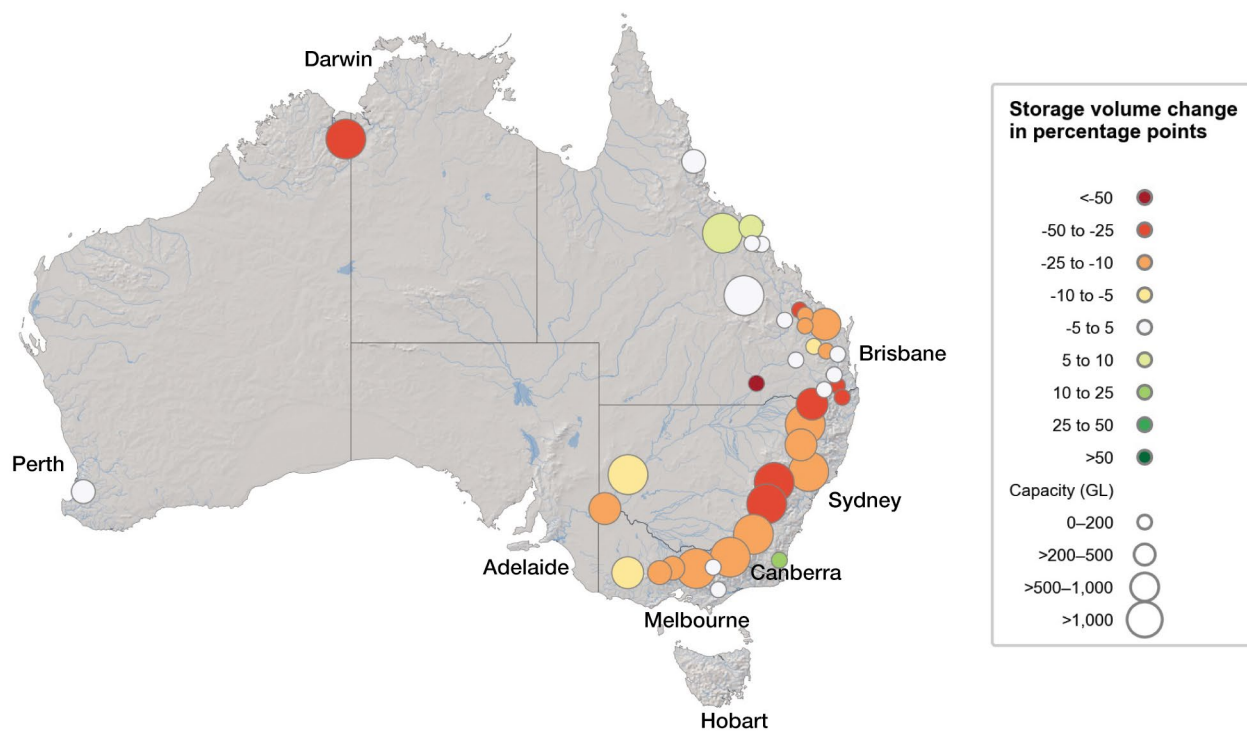 Darwin
Brisbane
Perth
Sydney
Adelaide
Canberra
Melbourne
Hobart
Storage volume change
in percentage points
<-50
-50 to -25
-25 to -10
-10 to -5
-5 to 5
5 to 10
10 to 25
25 to 50
>50
Capacity (GL)
0–200
>200–500
>500–1,000
>1,000